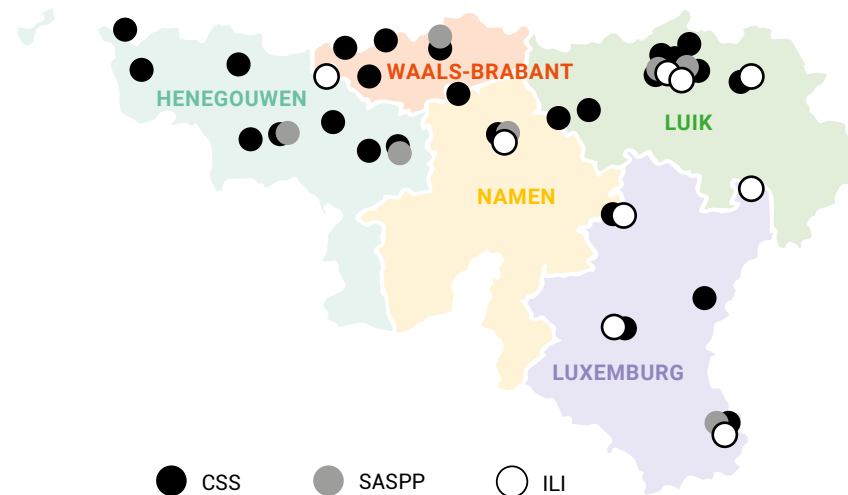 WAALS-BRABANT
HENEGOUWEN
LUIK
NAMEN
LUXEMBURG
CSS SASPP ILI